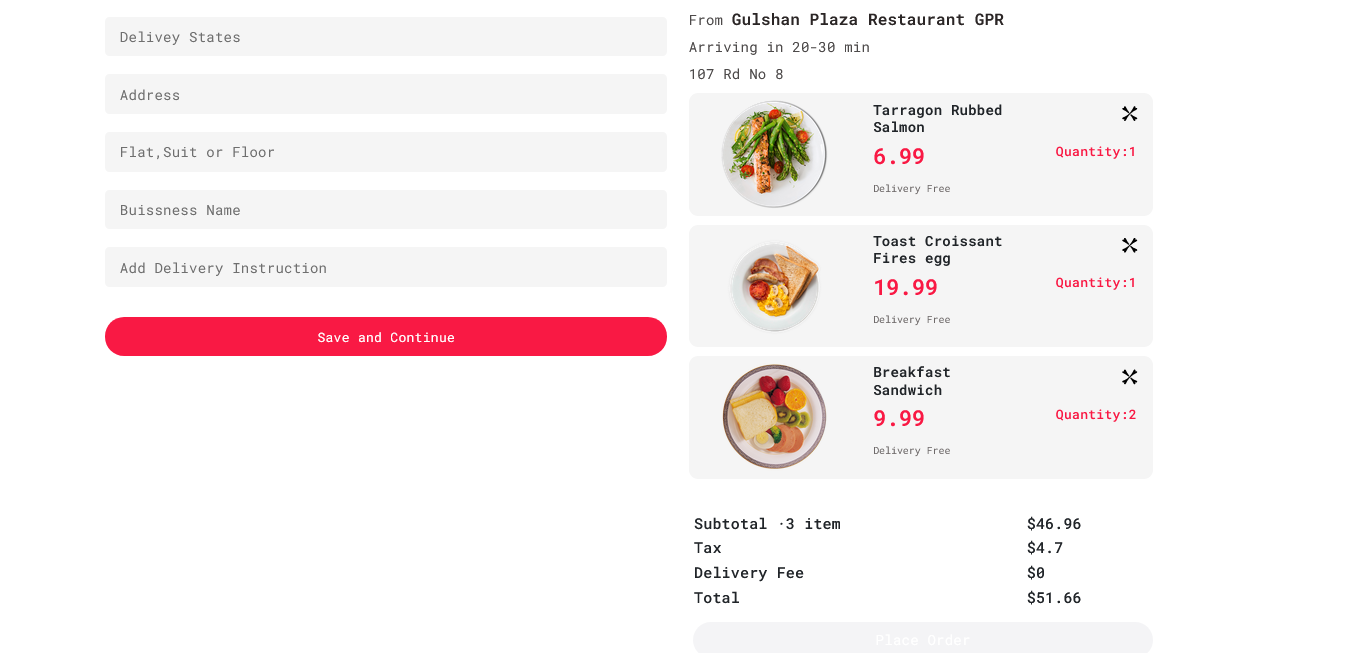 Delivey States
Address
Flat,Suit or Floor
Buissness Name
Add Delivery Instruction
Save and Continue
From Gulshan Plaza Restaurant GPR
Arriving in 20-30 min
107 Rd No 8
Tarragon Rubbed
Salmon
6.99
Quantity:1
Delivery Free
Toast Croissant
Fires egg
19.99
Quantity:1
Delivery Free
Breakfast
Sandwich
9.99
Quantity:2
Delivery Free
Subtotal ·3 item $46.96
Tax $4.7
Delivery Fee $0
Total $51.66
Place Order